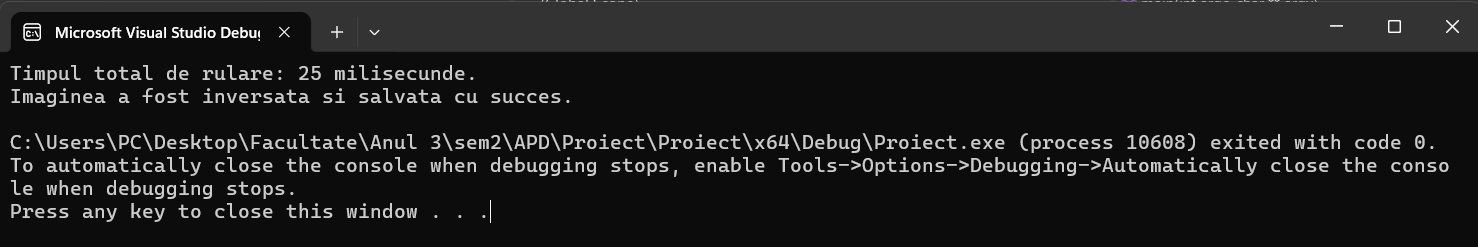 Microsoft Visual Studio Debug
Timpul total de rulare: 25 milisecunde.
Imaginea a fost inversata si salvata cu succes.
C:\Users\PC\Desktop\Facultate\Anul 3\sem2\APD\Proiect\Proiect\x64\Debug\Proiect.exe (process 10608) exited with code 0.
To automatically close the console when debugging stops, enable Tools->Options->Debugging->Automatically close the conso
le when debugging stops.
Press any key to close this window . . .